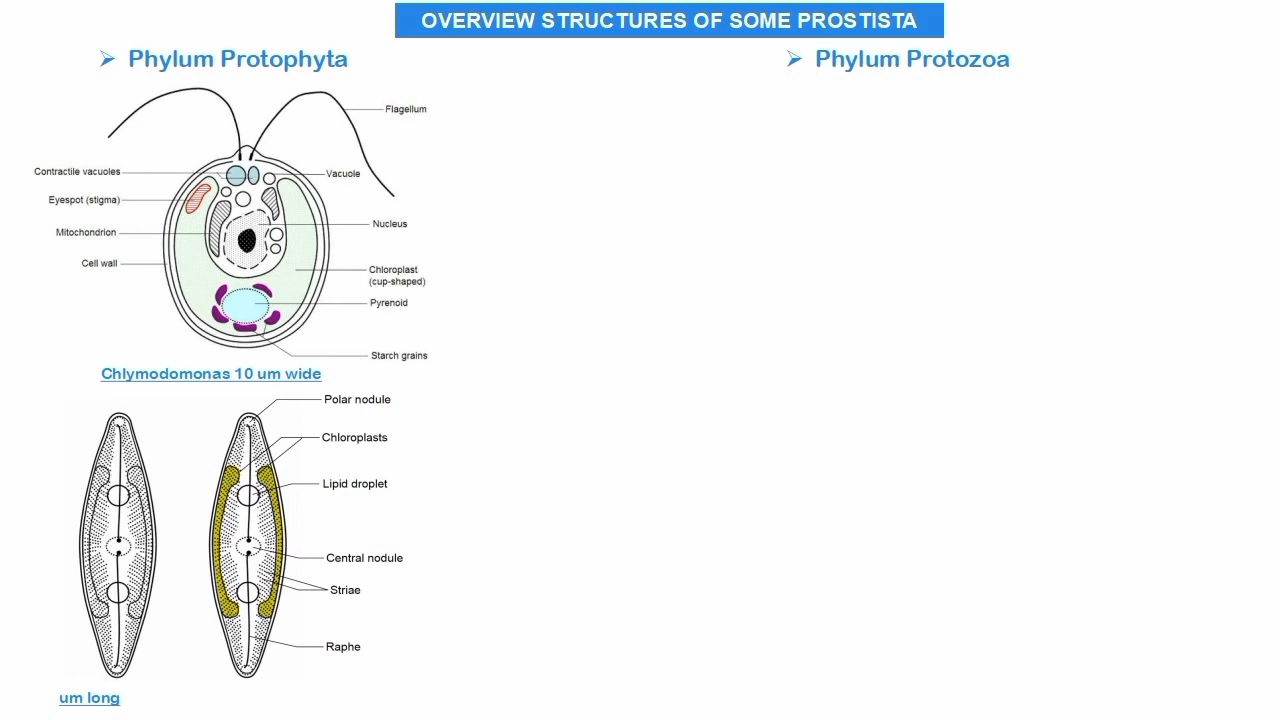 OVERVIEW STRUCTURES OF SOME PROSTISTA
➢ Phylum Protophyta
➢ Phylum Protozoa
Flagellum
Contractile vacuoles
Vacuole
Eyespot (stigma)
Nucleus
Mitochondrion
Cell wall
Chloroplast
(cup-shaped)
Pyrenoid
Starch grains
Chlymodomonas 10 um wide
Polar nodule
Chloroplasts
Lipid droplet
Central nodule
Striae
Raphe
um long